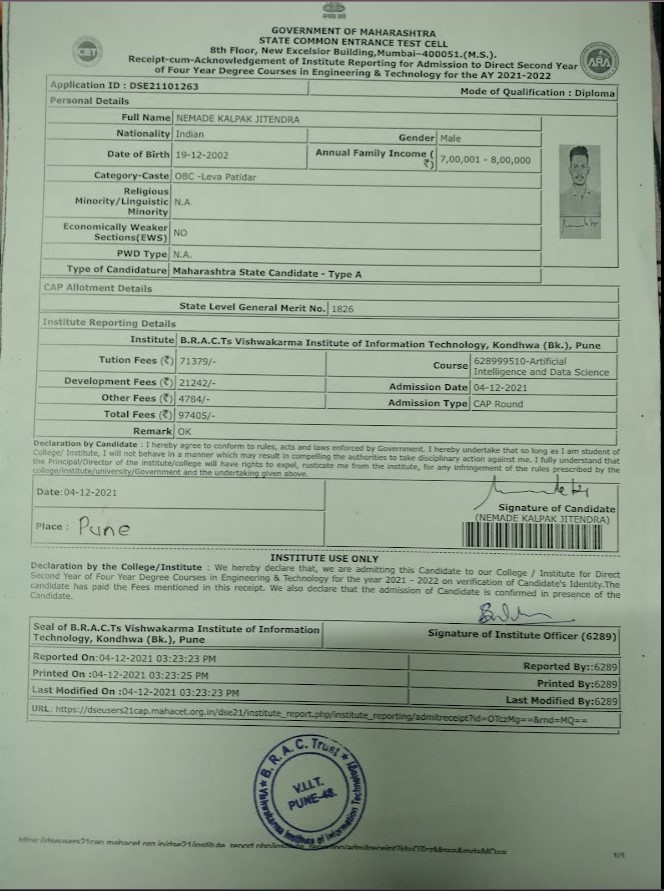 GOVERNMENT OF MAHARASHTRA
STATE COMMON ENTRANCE TEST CELL
8th Floor, New Excelsior Building,Mumbai-400051.(M.S.).
Receipt-cum-Acknowledgement of Institute Reporting for Admission to Direct Second Year
of Four Year Degree Courses in Engineering & Technology for the AY 2021-2022
CET
ARA
Application ID : DSE21101263
Mode of Qualification : Diploma
Personal Details
Full Name NEMADE KALPAK JITENDRA
Nationality Indian Gender Male
Date of Birth 19-12-2002 Annual Family Income ( ₹) 7,00,001 - 8,00,000
Category-Caste OBC -Leva Patidar
Religious
Minority/Linguistic N.A
Minority
Economically Weaker
Sections(EWS) NO
PWD Type N.A.
Type of Candidature Maharashtra State Candidate - Type A
CAP Allotment Details
State Level General Merit No. 1826
Institute Reporting Details
Institute B.R.A.C.Ts Vishwakarma Institute of Information Technology, Kondhwa (Bk.), Pune
Tution Fees (₹) 71379/- Course 628999510-Artificial
Intelligence and Data Science
Development Fees (₹) 21242/- Admission Date 04-12-2021
Other Fees (₹) 4784/- Admission Type CAP Round
Total Fees (₹) 97405/-
Remark OK
Declaration by Candidate : I hereby agree to conform to rules, acts and laws enforced by Government. I hereby undertake that so long as I am student of
College/ Institute, I will not behave in a manner which may result in compelling the authorities to take disciplinary action against me. I fully understand that
the Principal/Director of the institute/college will have rights to expel, rusticate me from the institute, for any infringement of the rules prescribed by the
college/institute/university/Government and the undertaking given above.
Date:04-12-2021
Place : Pune
Signature of Candidate
(NEMADE KALPAK JITENDRA)
INSTITUTE USE ONLY
Declaration by the College/Institute : We hereby declare that, we are admitting this Candidate to our College / Institute for Direct
Second Year of Four Year Degree Courses in Engineering & Technology for the year 2021 - 2022 on verification of Candidate's Identity.The
candidate has paid the Fees mentioned in this receipt. We also declare that the admission of Candidate is confirmed in presence of the
Candidate.
Seal of B.R.A.C.Ts Vishwakarma Institute of Information
Technology, Kondhwa (Bk.), Pune
Signature of Institute Officer (6289)
Reported On:04-12-2021 03:23:23 PM Reported By::6289
Printed On :04-12-2021 03:23:25 PM Printed By:6289
Last Modified On :04-12-2021 03:23:23 PM Last Modified By:6289
URL: https://dseusers21cap.mahacet.org.in/dse21/institute_report.php/institute_reporting/admitreceipt?id=OTczMg==&rnd=MQ==
B. R. A. C. Trust's
V.I.I.T.
PUNE-48.
Vishwakarma Institute of Information Technology
1/1